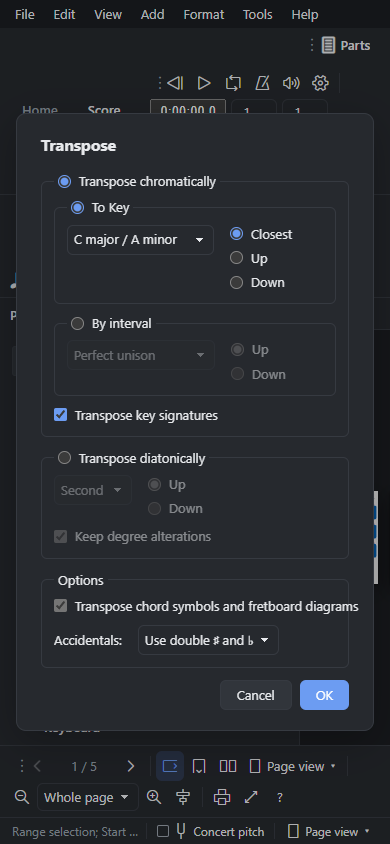 File Edit View Add Format Tools Help
Parts
Home Score 0:00:00.0 1 1
Transpose
Transpose chromatically
To Key
C major / A minor
Closest
Up
Down
By interval
Perfect unison
Up
Down
Transpose key signatures
Transpose diatonically
Second
Up
Down
Keep degree alterations
Options
Transpose chord symbols and fretboard diagrams
Accidentals: Use double ♯ and ♭
Cancel OK
Keyboard
1 / 5 Page view
Whole page ?
Range selection; Start ... Concert pitch Page view